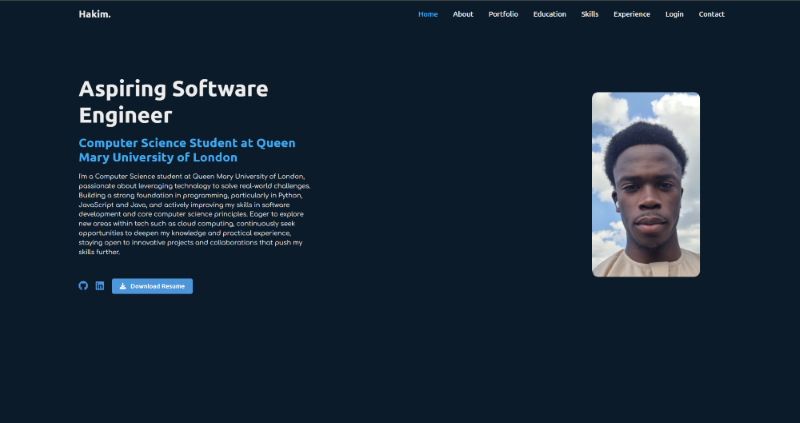 Hakim.
Home About Portfolio Education Skills Experience Login Contact
Aspiring Software
Engineer
Computer Science Student at Queen
Mary University of London
I'm a Computer Science student at Queen Mary University of London,
passionate about leveraging technology to solve real-world challenges.
Building a strong foundation in programming, particularly in Python,
JavaScript and Java, and actively improving my skills in software
development and core computer science principles. Eager to explore
new areas within tech such as cloud computing, continuously seek
opportunities to deepen my knowledge and practical experience,
staying open to innovative projects and collaborations that push my
skills further.
Download Resume